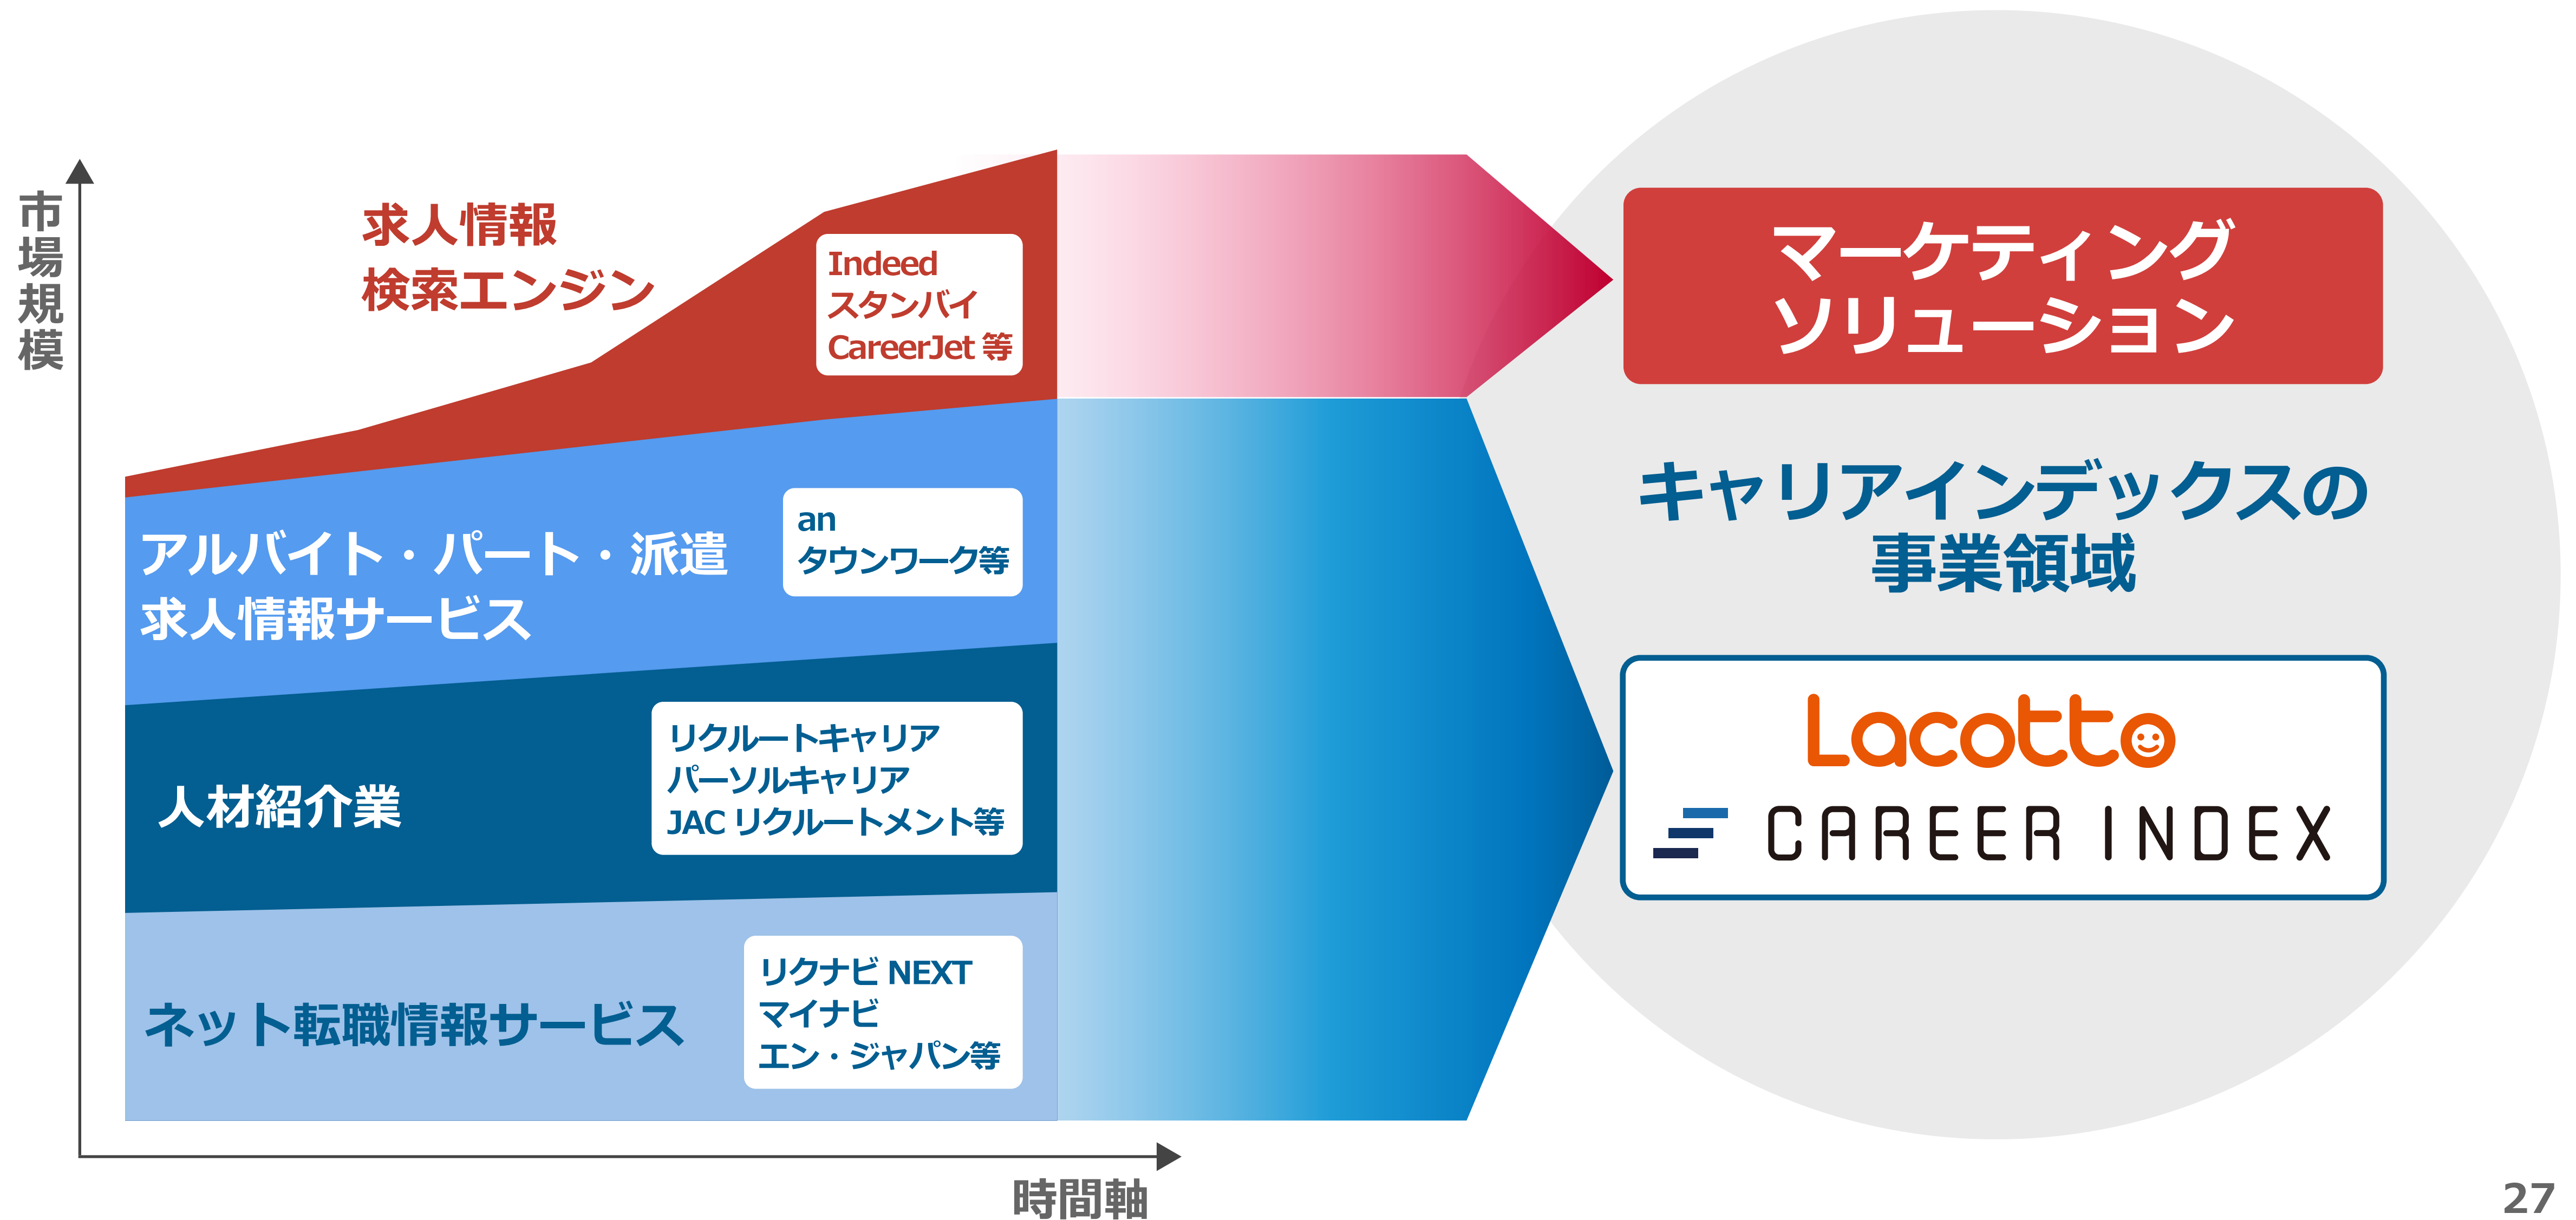 市場規模
求人情報
検索エンジン
Indeed
スタンバイ
CareerJet 等
アルバイト・パート・派遣
求人情報サービス
an
タウンワーク等
人材紹介業
リクルートキャリア
パーソルキャリア
JAC リクルートメント等
ネット転職情報サービス
リクナビ NEXT
マイナビ
エン・ジャパン等
時間軸
マーケティング
ソリューション
キャリアインデックスの
事業領域
Lacotto
CAREER INDEX
27